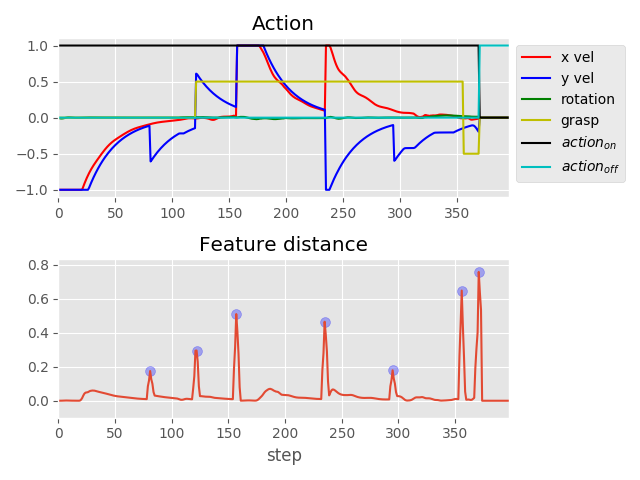 Action
1.0
0.5
0.0
−0.5
−1.0
0 50 100 150 200 250 300 350
x vel
y vel
rotation
grasp
action_on
action_off
Feature distance
0.8
0.6
0.4
0.2
0.0
0 50 100 150 200 250 300 350
step